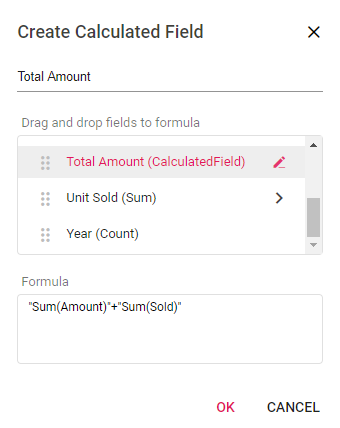 Create Calculated Field
Total Amount
Drag and drop fields to formula
Total Amount (CalculatedField)
Unit Sold (Sum)
Year (Count)
Formula
"Sum(Amount)"+"Sum(Sold)"
OK CANCEL